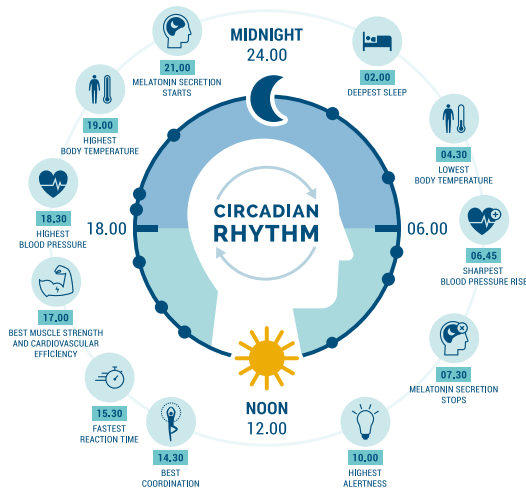 MIDNIGHT
24.00
02.00
DEEPEST SLEEP
04.30
LOWEST
BODY TEMPERATURE
06.00
06.45
SHARPEST
BLOOD PRESSURE RISE
07.30
MELATONIN SECRETION
STOPS
10.00
HIGHEST
ALERTNESS
NOON
12.00
14.30
BEST
COORDINATION
15.30
FASTEST
REACTION TIME
17.00
BEST MUSCLE STRENGTH
AND CARDIOVASCULAR
EFFICIENCY
18.00
18.30
HIGHEST
BLOOD PRESSURE
19.00
HIGHEST
BODY TEMPERATURE
21.00
MELATONIN SECRETION
STARTS
CIRCADIAN
RHYTHM